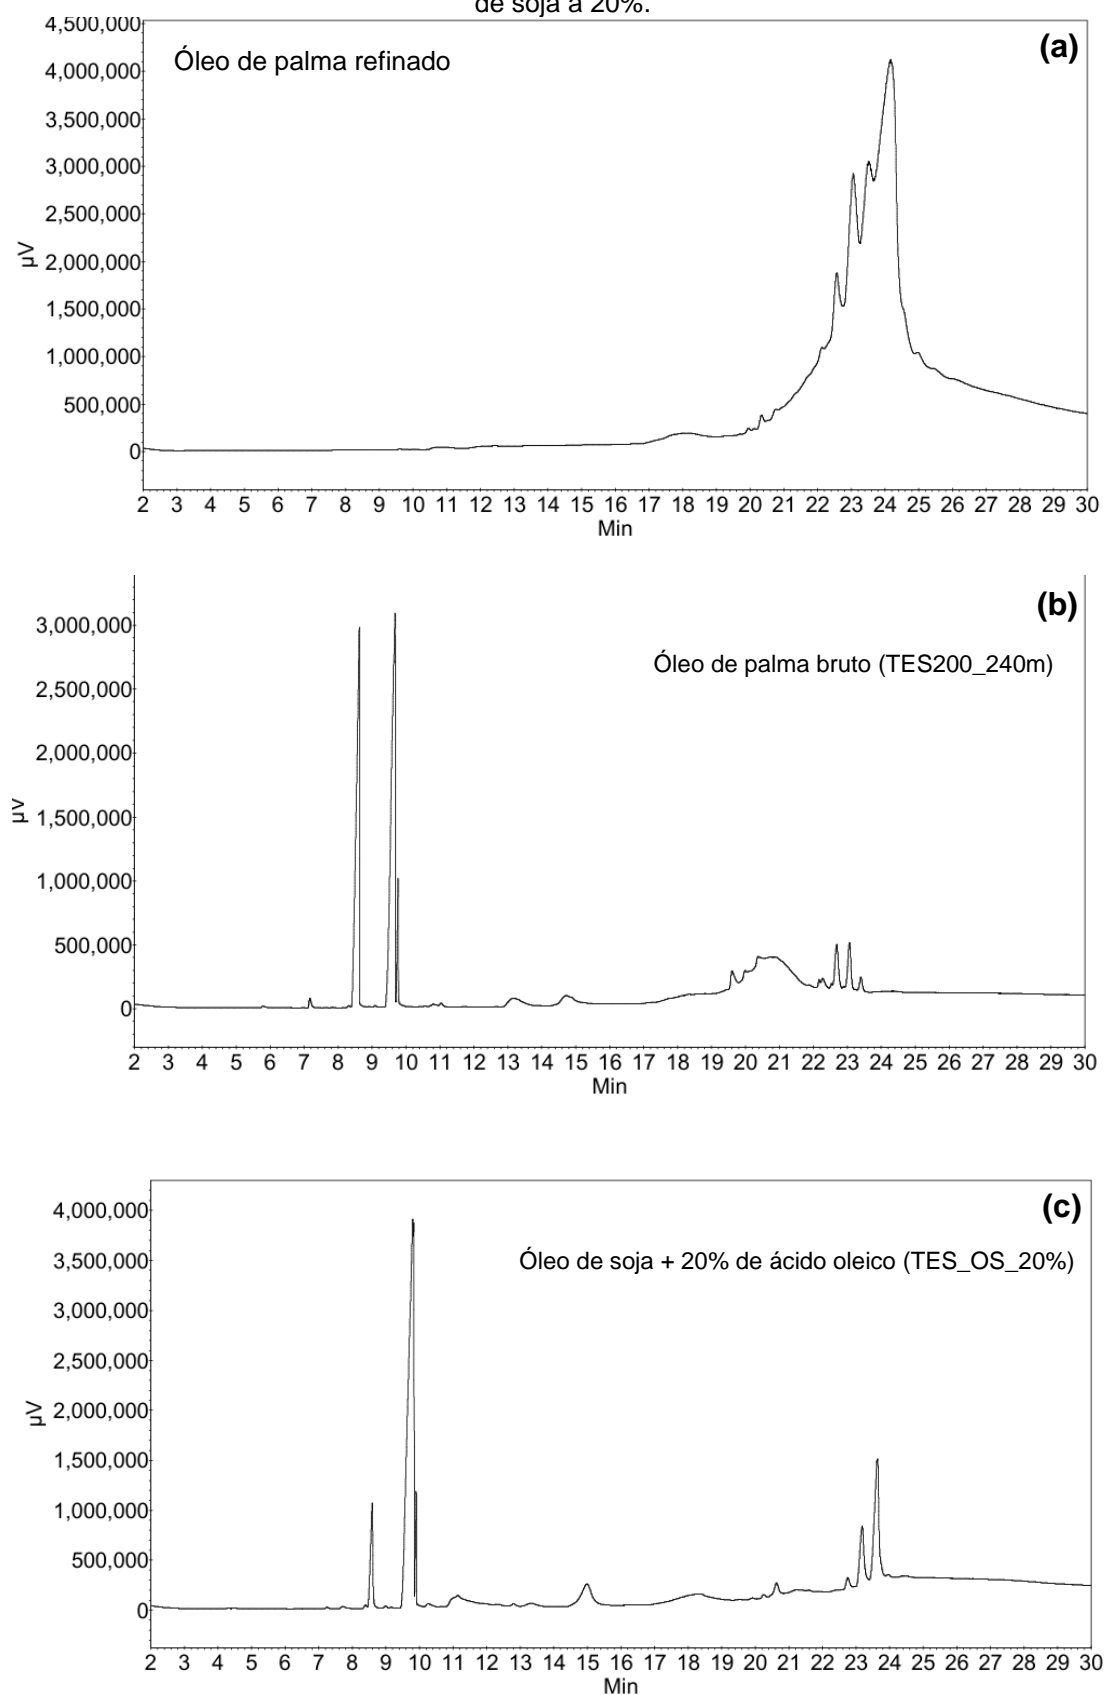 de soja a 20%.
4,500,000
(a)
Óleo de palma refinado
4,000,000
3,500,000
3,000,000
2,500,000
µV
2,000,000
1,500,000
1,000,000
500,000
0
2 3 4 5 6 7 8 9 10 11 12 13 14 15 16 17 18 19 20 21 22 23 24 25 26 27 28 29 30
Min
(b)
3,000,000
Óleo de palma bruto (TES200_240m)
2,500,000
2,000,000
µV
1,500,000
1,000,000
500,000
0
2 3 4 5 6 7 8 9 10 11 12 13 14 15 16 17 18 19 20 21 22 23 24 25 26 27 28 29 30
Min
(c)
4,000,000
Óleo de soja + 20% de ácido oleico (TES_OS_20%)
3,500,000
3,000,000
2,500,000
2,000,000
µV
1,500,000
1,000,000
500,000
0
2 3 4 5 6 7 8 9 10 11 12 13 14 15 16 17 18 19 20 21 22 23 24 25 26 27 28 29 30
Min